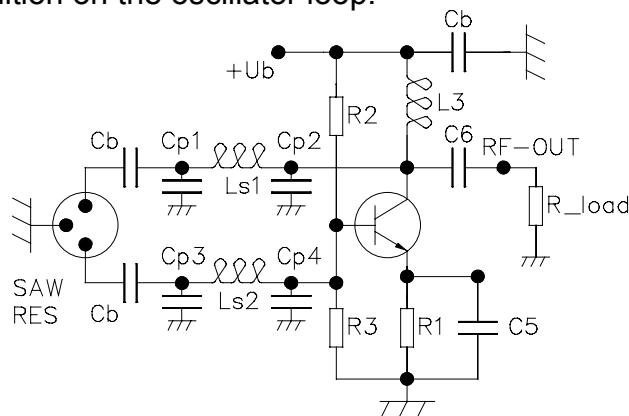 dition on the oscillator loop.
Cb
+Ub
L3
R2
C6
RF-OUT
Cb
Cp1
Cp2
Ls1
R_load
Cp3
Cp4
SAW
RES
Ls2
Cb
R3
R1
C5